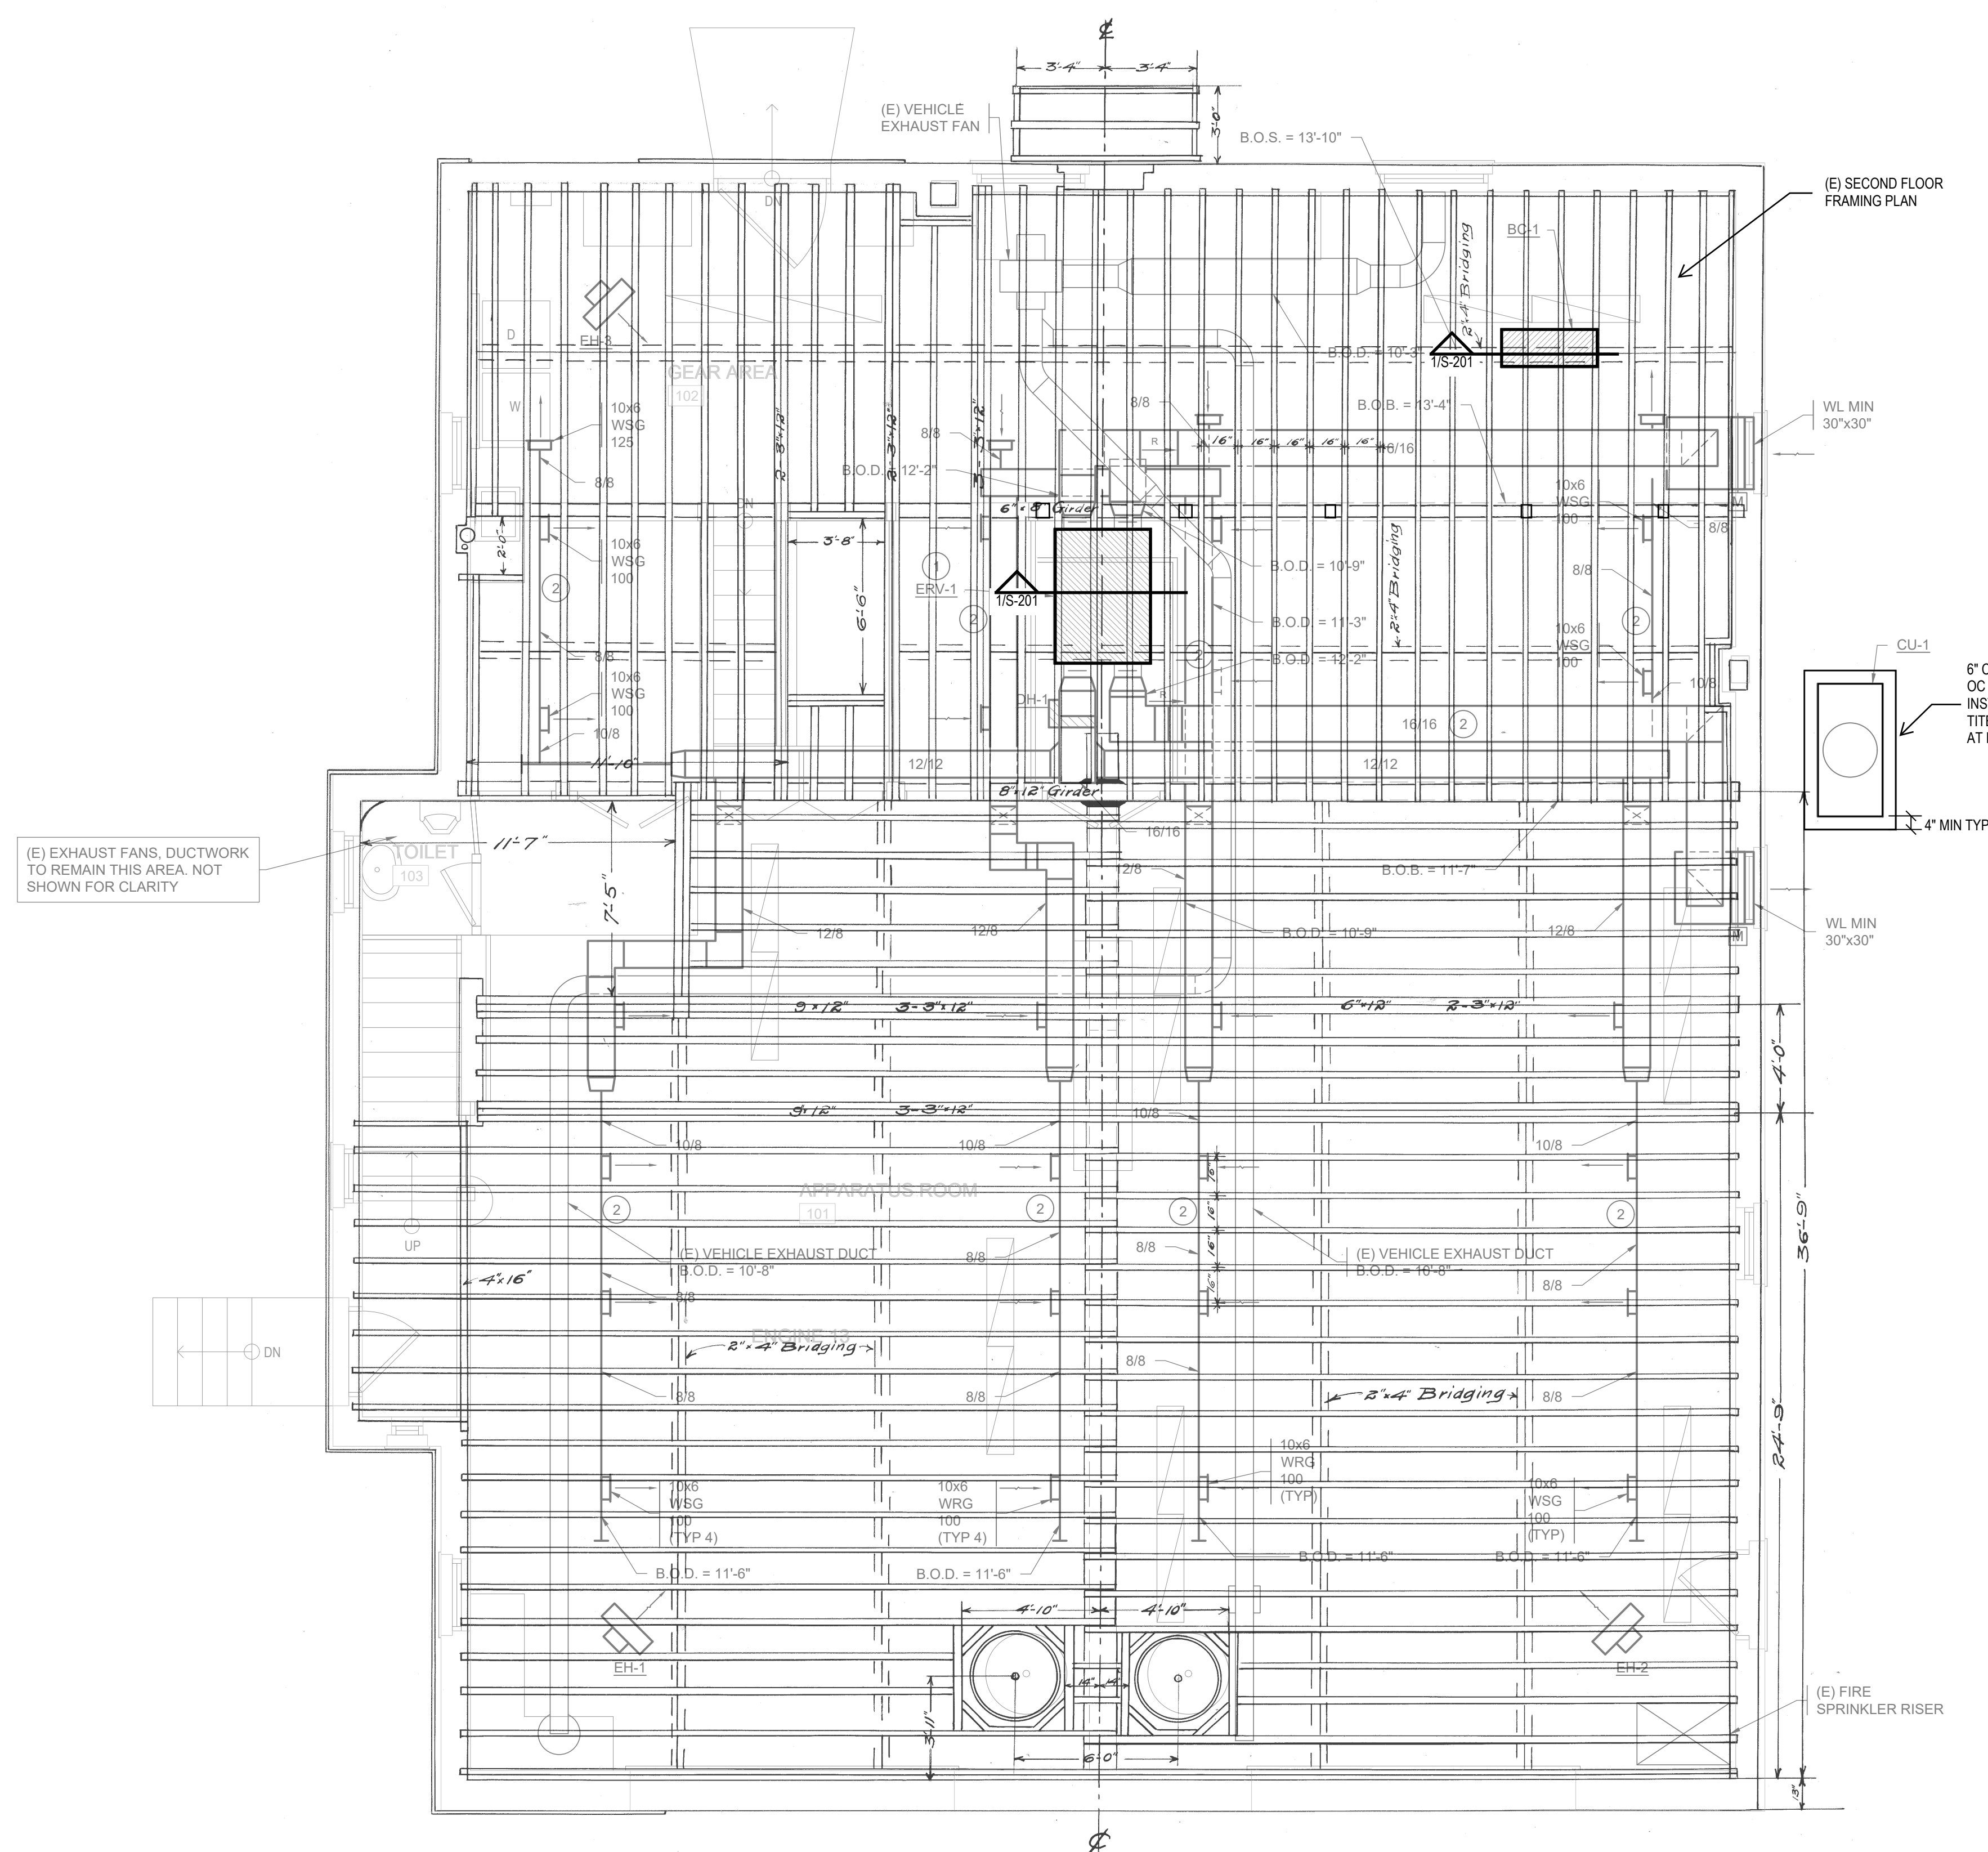 ℄
3'-4"
3'-4"
3'-0"
(E) VEHICLE
EXHAUST FAN
B.O.S. = 13'-10"
(E) SECOND FLOOR
FRAMING PLAN
DN
BC-1
2"x4" Bridging
EH-3
D
GEAR AREA
102
B.O.D. = 10'-3"
1/S-201
W
10x6
WSG
125
8/8
2-3"x12"
2-3"x12"
3-3"x12"
8/8
8/8
B.O.B. = 13'-4"
WL MIN
30"x30"
R
16"
16"
16"
16"
16"
16/16
B.O.D. = 12'-2"
8/8
DN
6"x8" Girder
10x6
WSG
100
M
8/8
2'-0"
10x6
WSG
100
3'-8"
2
1
ERV-1
2
6'-6"
1/S-201
B.O.D. = 10'-9"
2"x4" Bridging
8/8
B.O.D. = 11'-3"
2
2
B.O.D. = 12'-2"
10x6
WSG
100
8/8
10x6
WSG
100
CU-1
10/8
10/8
DH-1
R
16/16
2
11'-10"
12/12
12/12
8"x12" Girder
4" MIN TYP
(E) EXHAUST FANS, DUCTWORK
TO REMAIN THIS AREA. NOT
SHOWN FOR CLARITY
TOILET
103
11'-7"
7'-5"
16/16
12/8
B.O.B. = 11'-7"
12/8
12/8
B.O.D. = 10'-9"
12/8
WL MIN
30"x30"
M
9"x12"
3-3"x12"
6"x12"
2-3"x12"
4'-0"
9"x12"
3-3"x12"
10/8
10/8
10/8
10/8
APPARATUS ROOM
101
2
2
2
2
16"
16"
16"
16"
UP
(E) VEHICLE EXHAUST DUCT
B.O.D. = 10'-8"
8/8
8/8
(E) VEHICLE EXHAUST DUCT
B.O.D. = 10'-8"
8/8
36'-9"
4"x16"
8/8
ENGINE 13
2"x4" Bridging
DN
8/8
8/8
8/8
2"x4" Bridging
8/8
24'-9"
10x6
WSG
100
(TYP 4)
10x6
WRG
100
(TYP 4)
10x6
WRG
100
(TYP)
10x6
WSG
100
(TYP)
B.O.D. = 11'-6"
B.O.D. = 11'-6"
B.O.D. = 11'-6"
B.O.D. = 11'-6"
4'-10"
4'-10"
EH-1
EH-2
14"
14"
3'-11"
6'-0"
(E) FIRE
SPRINKLER RISER
13"
℄